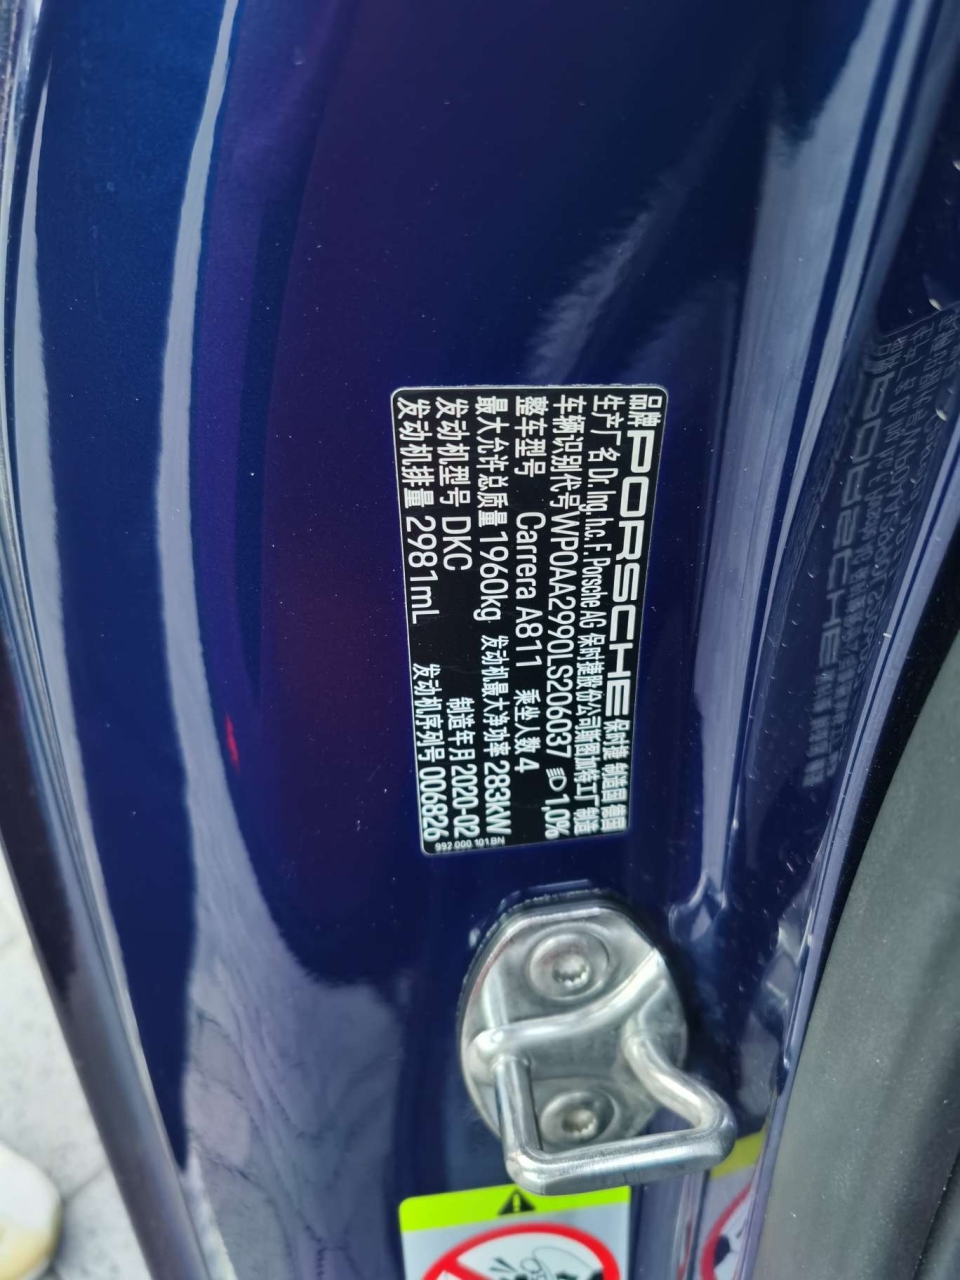 品牌 PORSCHE 保时捷 制造国 德国
生产厂名 Dr. Ing. h.c. F. Porsche AG 保时捷股份公司斯图加特工厂 制造
车辆识别代号 WP0AA2990LS206037 1,0%
整车型号 Carrera A811 乘坐人数 4
最大允许总质量 1960kg 发动机最大净功率 283kW
发动机型号 DKC 制造年月 2020-02
发动机排量 2981mL 发动机序列号 006826
992.000.101.BN